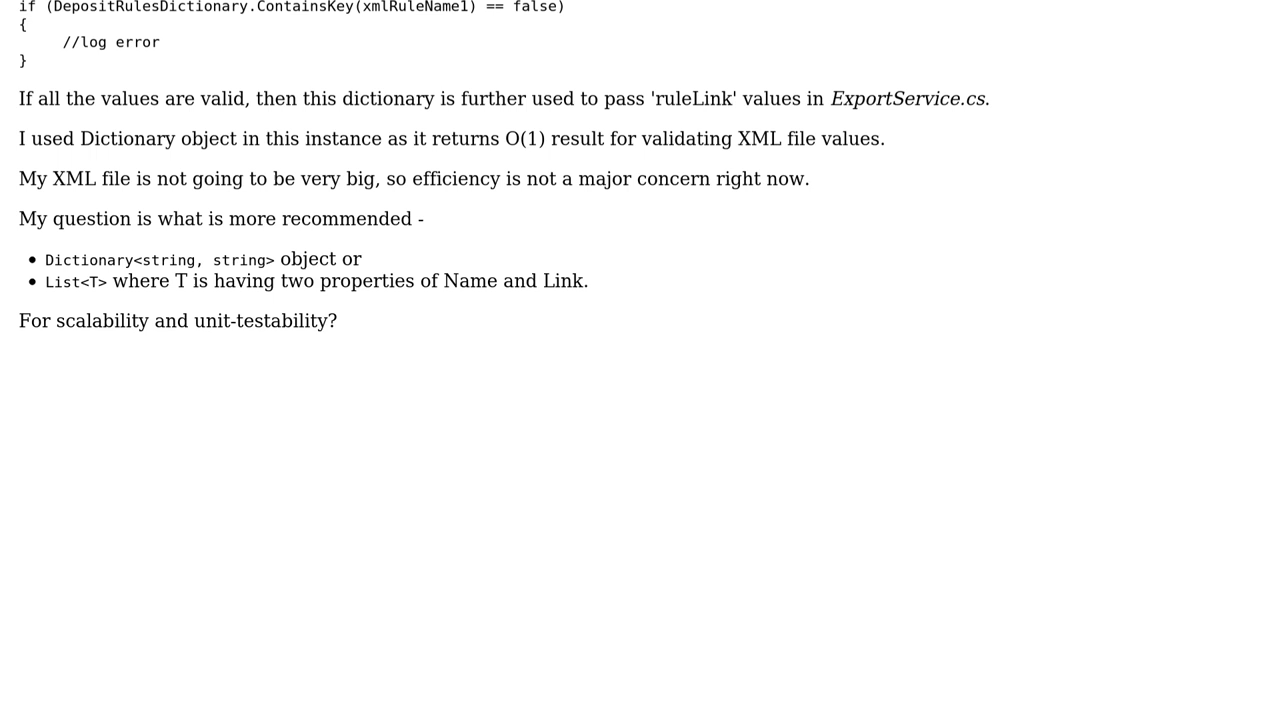 if (DepositRulesDictionary.ContainsKey(xmlRuleName1) == false)
{
//log error
}
If all the values are valid, then this dictionary is further used to pass 'ruleLink' values in ExportService.cs.
I used Dictionary object in this instance as it returns O(1) result for validating XML file values.
My XML file is not going to be very big, so efficiency is not a major concern right now.
My question is what is more recommended -
• Dictionary<string, string> object or
• List<T> where T is having two properties of Name and Link.
For scalability and unit-testability?